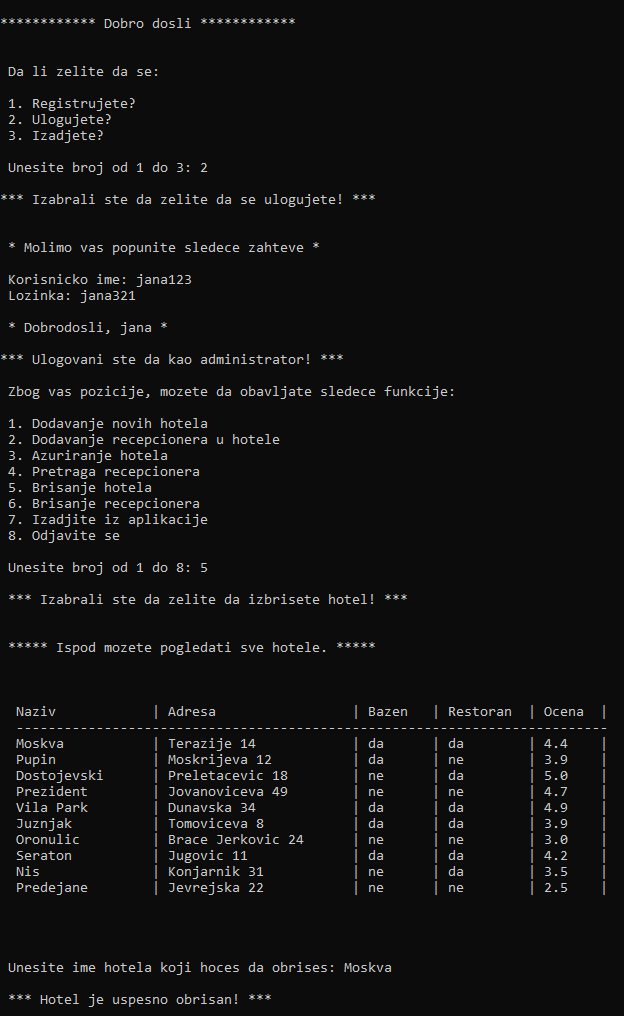 ************ Dobro dosli ************
Da li zelite da se:
1. Registrujete?
2. Ulogujete?
3. Izadjete?
Unesite broj od 1 do 3: 2
*** Izabrali ste da zelite da se ulogujete! ***
* Molimo vas popunite sledece zahteve *
Korisnicko ime: jana123
Lozinka: jana321
* Dobrodosli, jana *
*** Ulogovani ste da kao administrator! ***
Zbog vas pozicije, mozete da obavljate sledece funkcije:
1. Dodavanje novih hotela
2. Dodavanje recepcionera u hotele
3. Azuriranje hotela
4. Pretraga recepcionera
5. Brisanje hotela
6. Brisanje recepcionera
7. Izadjite iz aplikacije
8. Odjavite se
Unesite broj od 1 do 8: 5
*** Izabrali ste da zelite da izbrisete hotel! ***
***** Ispod mozete pogledati sve hotele. *****
Naziv | Adresa | Bazen | Restoran | Ocena |
--------------------------------------------------------------------------
Moskva | Terazije 14 | da | da | 4.4 |
Pupin | Moskrijeva 12 | da | ne | 3.9 |
Dostojevski | Preletacevic 18 | ne | da | 5.0 |
Prezident | Jovanoviceva 49 | ne | ne | 4.7 |
Vila Park | Dunavska 34 | da | da | 4.9 |
Juznjak | Tomoviceva 8 | da | da | 3.9 |
Oronulic | Brace Jerkovic 24 | ne | ne | 3.0 |
Seraton | Jugovic 11 | da | da | 4.2 |
Nis | Konjarnik 31 | ne | da | 3.5 |
Predejane | Jevrejska 22 | ne | ne | 2.5 |
Unesite ime hotela koji hoces da obrises: Moskva
*** Hotel je uspesno obrisan! ***